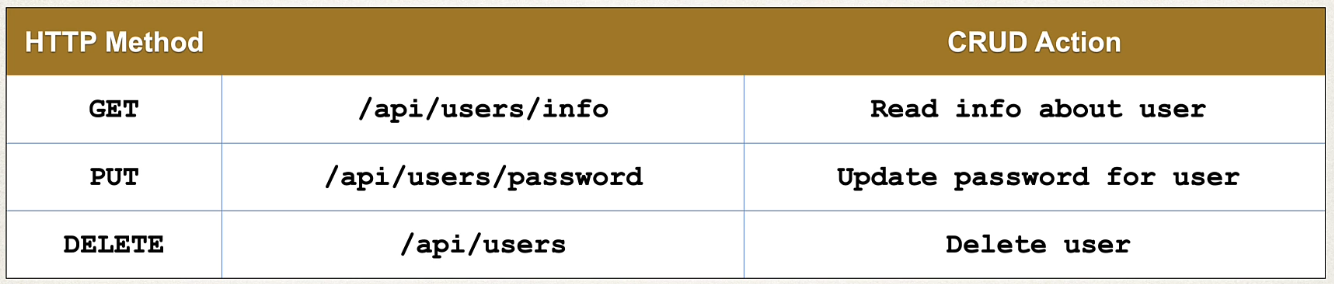 HTTP Method CRUD Action
GET /api/users/info Read info about user
PUT /api/users/password Update password for user
DELETE /api/users Delete user